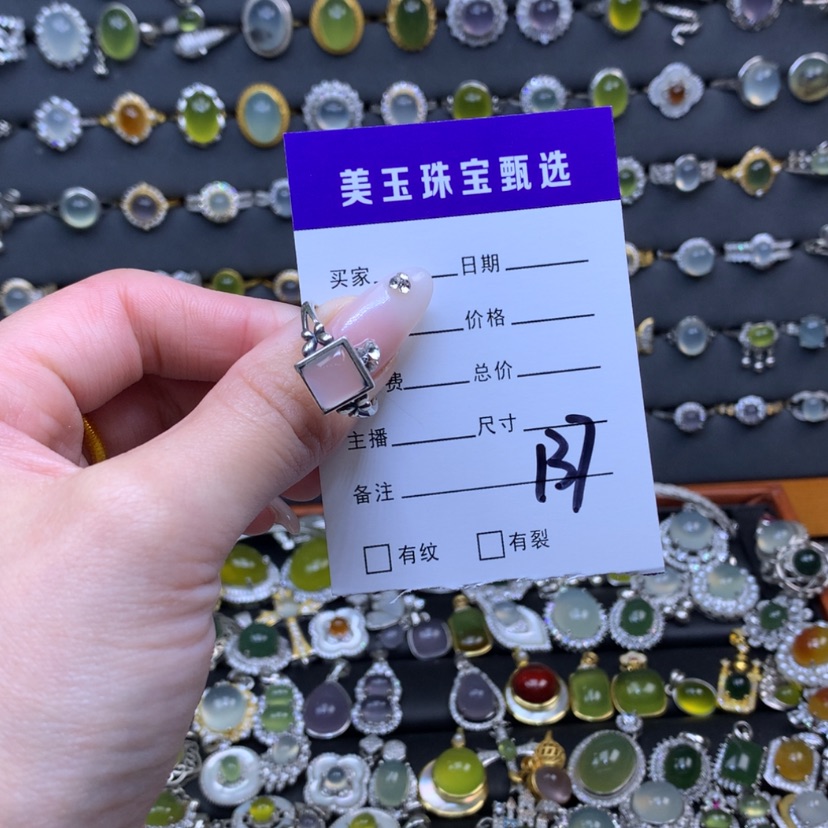 美玉珠宝甄选
买家 日期
价格
费 总价
主播 尺寸
137
备注
有纹 有裂